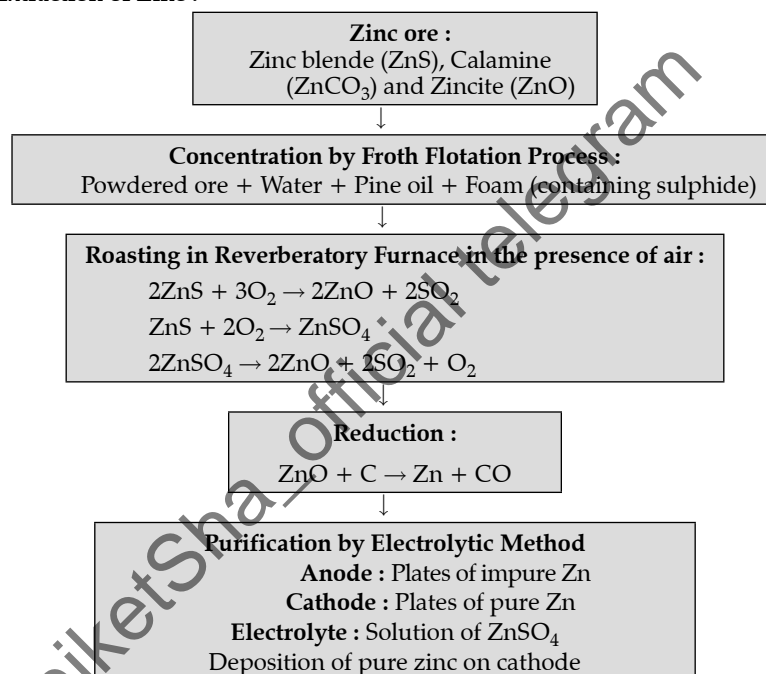 Zinc ore :
Zinc blende (ZnS), Calamine
(ZnCO₃) and Zincite (ZnO)
↓
Concentration by Froth Flotation Process :
Powdered ore + Water + Pine oil + Foam (containing sulphide)
↓
Roasting in Reverberatory Furnace in the presence of air :
2ZnS + 3O₂ → 2ZnO + 2SO₂
ZnS + 2O₂ → ZnSO₄
2ZnSO₄ → 2ZnO + 2SO₂ + O₂
↓
Reduction :
ZnO + C → Zn + CO
↓
Purification by Electrolytic Method
Anode : Plates of impure Zn
Cathode : Plates of pure Zn
Electrolyte : Solution of ZnSO₄
Deposition of pure zinc on cathode
iketSha_official telegram